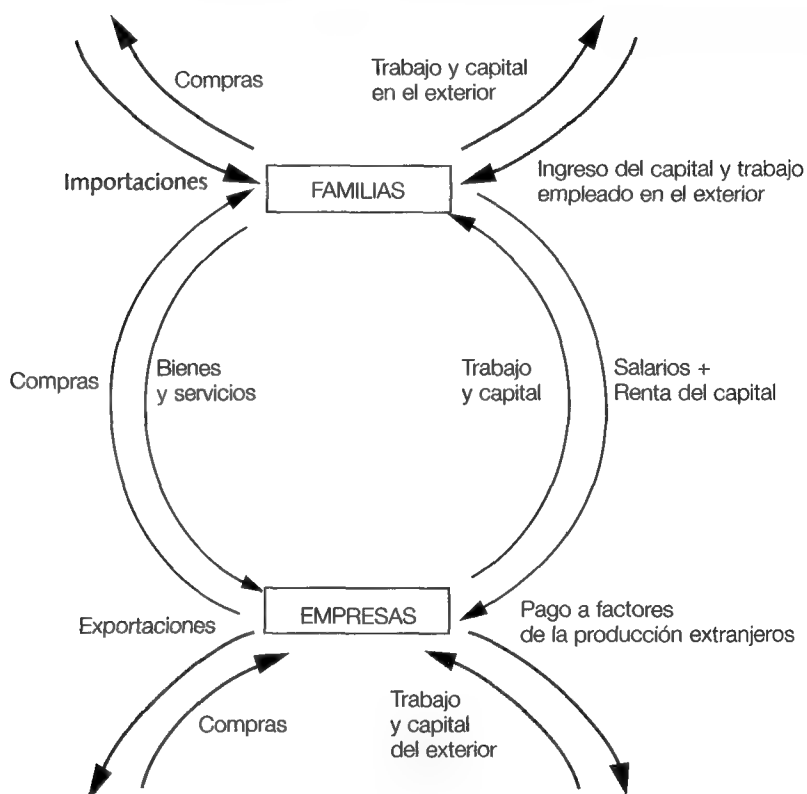 Compras
Trabajo y capital
en el exterior
Importaciones
FAMILIAS
Ingreso del capital y trabajo
empleado en el exterior
Compras
Bienes
y servicios
Trabajo
y capital
Salarios +
Renta del capital
Exportaciones
EMPRESAS
Pago a factores
de la producción extranjeros
Compras
Trabajo
y capital
del exterior